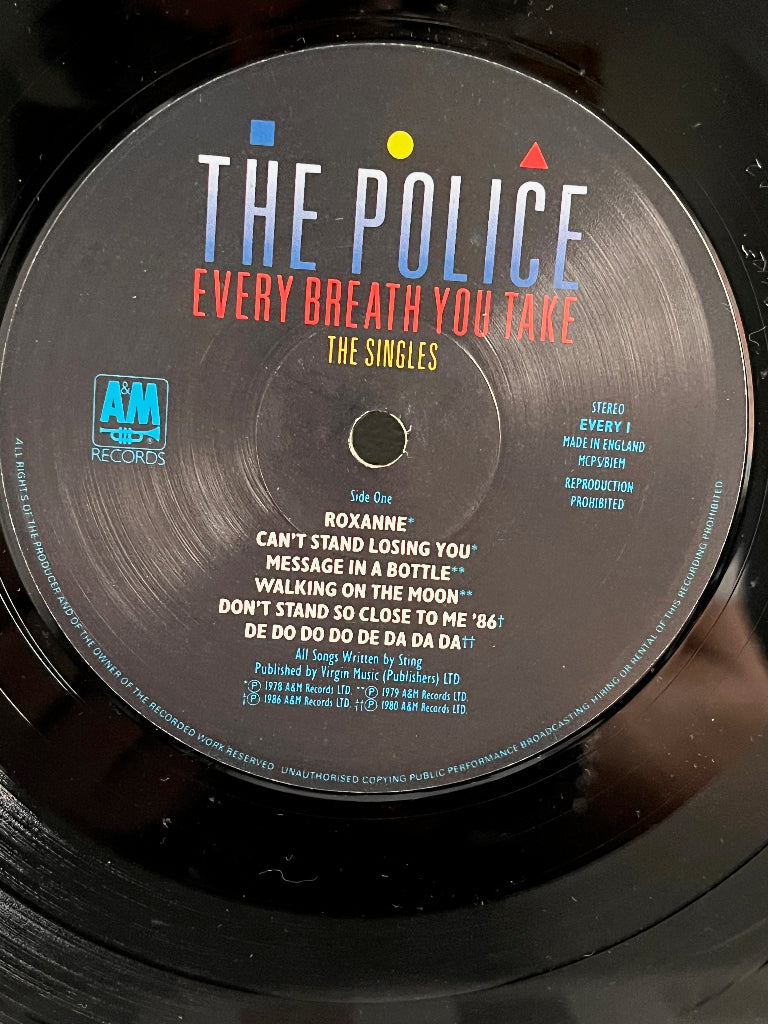 THE POLICE
EVERY BREATH YOU TAKE
THE SINGLES
A&M
RECORDS
STEREO
EVERY 1
MADE IN ENGLAND
MCPS/BIEM
REPRODUCTION
PROHIBITED
Side One
ROXANNE*
CAN'T STAND LOSING YOU*
MESSAGE IN A BOTTLE**
WALKING ON THE MOON**
DON'T STAND SO CLOSE TO ME '86†
DE DO DO DO DE DA DA DA††
All Songs Written by Sting
Published by Virgin Music (Publishers) LTD
*℗ 1978 A&M Records LTD. **℗ 1979 A&M Records LTD.
†℗ 1986 A&M Records LTD. ††℗ 1980 A&M Records LTD.
ALL RIGHTS OF THE PRODUCER AND OF THE OWNER OF THE RECORDED WORK RESERVED · UNAUTHORISED COPYING PUBLIC PERFORMANCE BROADCASTING HIRING OR RENTAL OF THIS RECORDING PROHIBITED